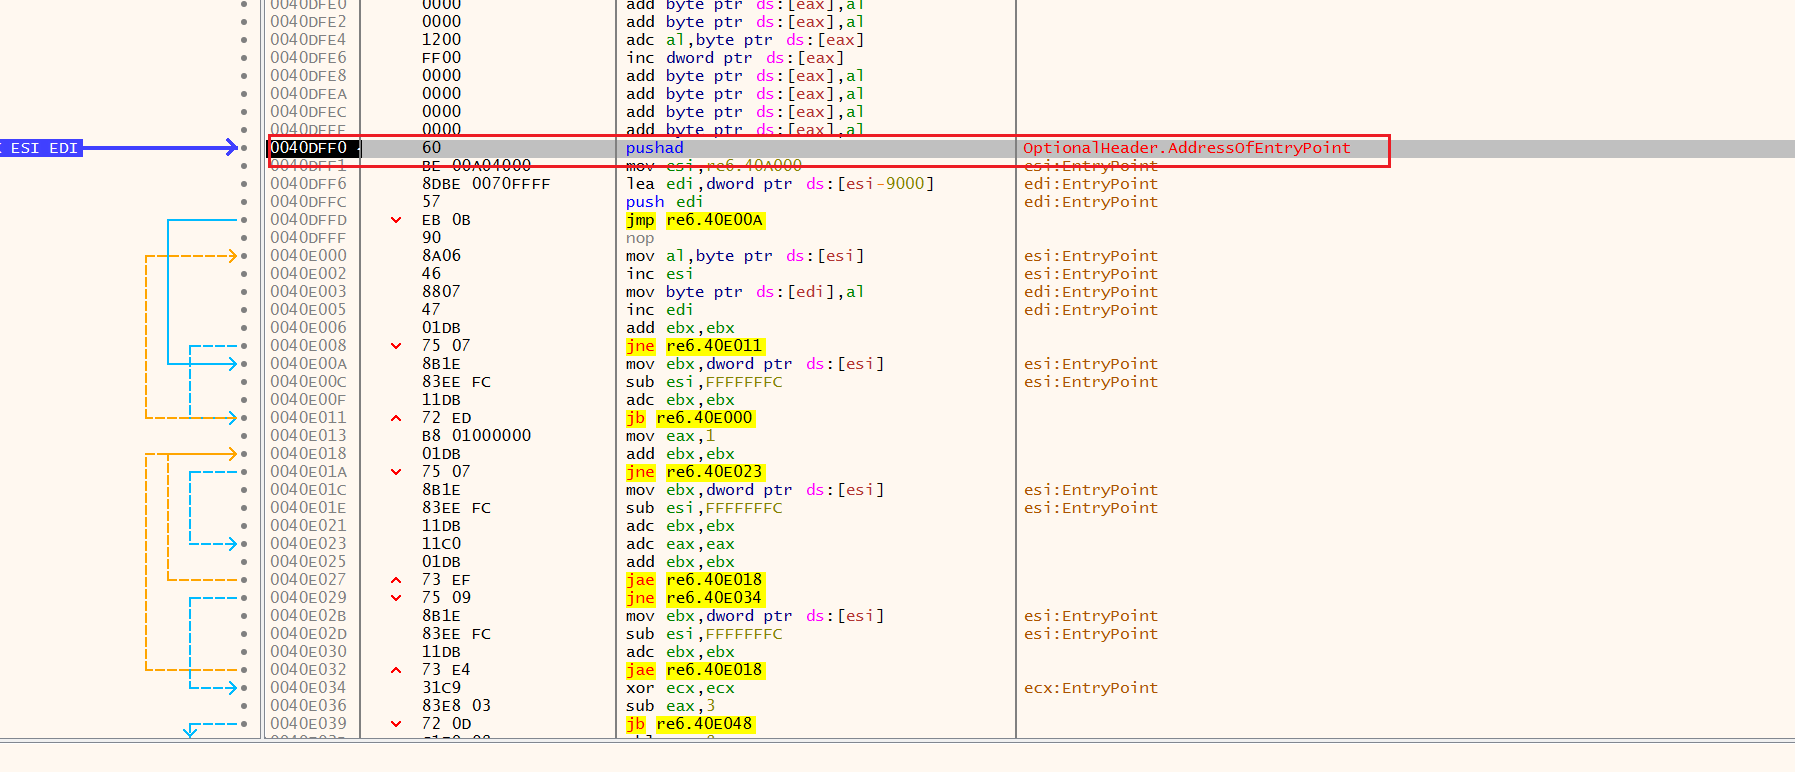 0040DFE0 0000 add byte ptr ds:[eax],al
0040DFE2 0000 add byte ptr ds:[eax],al
0040DFE4 1200 adc al,byte ptr ds:[eax]
0040DFE6 FF00 inc dword ptr ds:[eax]
0040DFE8 0000 add byte ptr ds:[eax],al
0040DFEA 0000 add byte ptr ds:[eax],al
0040DFEC 0000 add byte ptr ds:[eax],al
0040DFEE 0000 add byte ptr ds:[eax],al
ESI EDI 0040DFF0 60 pushad OptionalHeader.AddressOfEntryPoint
0040DFF1 BE 00A04000 mov esi,re6.40A000 esi:EntryPoint
0040DFF6 8DBE 0070FFFF lea edi,dword ptr ds:[esi-9000] edi:EntryPoint
0040DFFC 57 push edi edi:EntryPoint
0040DFFD EB 0B jmp re6.40E00A
0040DFFF 90 nop
0040E000 8A06 mov al,byte ptr ds:[esi] esi:EntryPoint
0040E002 46 inc esi esi:EntryPoint
0040E003 8807 mov byte ptr ds:[edi],al edi:EntryPoint
0040E005 47 inc edi edi:EntryPoint
0040E006 01DB add ebx,ebx
0040E008 75 07 jne re6.40E011
0040E00A 8B1E mov ebx,dword ptr ds:[esi] esi:EntryPoint
0040E00C 83EE FC sub esi,FFFFFFFC esi:EntryPoint
0040E00F 11DB adc ebx,ebx
0040E011 72 ED jb re6.40E000
0040E013 B8 01000000 mov eax,1
0040E018 01DB add ebx,ebx
0040E01A 75 07 jne re6.40E023
0040E01C 8B1E mov ebx,dword ptr ds:[esi] esi:EntryPoint
0040E01E 83EE FC sub esi,FFFFFFFC esi:EntryPoint
0040E021 11DB adc ebx,ebx
0040E023 11C0 adc eax,eax
0040E025 01DB add ebx,ebx
0040E027 73 EF jae re6.40E018
0040E029 75 09 jne re6.40E034
0040E02B 8B1E mov ebx,dword ptr ds:[esi] esi:EntryPoint
0040E02D 83EE FC sub esi,FFFFFFFC esi:EntryPoint
0040E030 11DB adc ebx,ebx
0040E032 73 E4 jae re6.40E018
0040E034 31C9 xor ecx,ecx ecx:EntryPoint
0040E036 83E8 03 sub eax,3
0040E039 72 0D jb re6.40E048